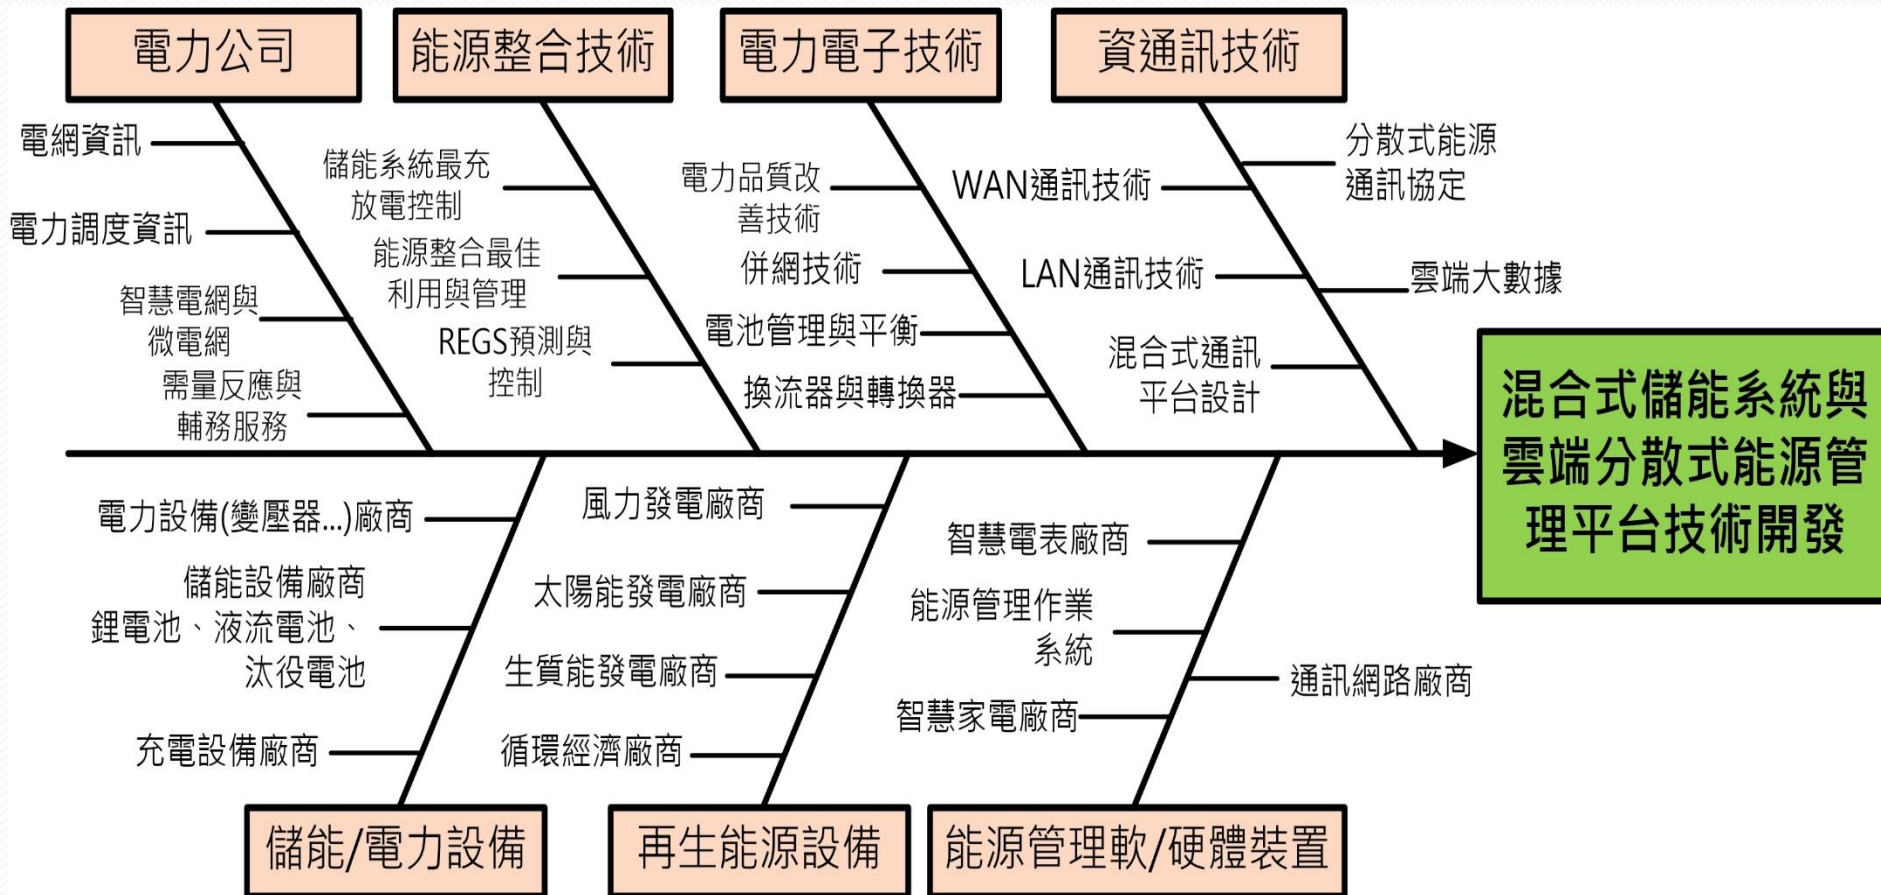 電力公司
能源整合技術
電力電子技術
資通訊技術
電網資訊
電力調度資訊
智慧電網與
微電網
需量反應與
輔務服務
儲能系統最充
放電控制
能源整合最佳
利用與管理
REGS預測與
控制
電力品質改
善技術
併網技術
電池管理與平衡
換流器與轉換器
WAN通訊技術
LAN通訊技術
混合式通訊
平台設計
分散式能源
通訊協定
雲端大數據
混合式儲能系統與
雲端分散式能源管
理平台技術開發
電力設備(變壓器...)廠商
儲能設備廠商
鋰電池、液流電池、
汰役電池
充電設備廠商
風力發電廠商
太陽能發電廠商
生質能發電廠商
循環經濟廠商
智慧電表廠商
能源管理作業
系統
智慧家電廠商
通訊網路廠商
儲能/電力設備
再生能源設備
能源管理軟/硬體裝置